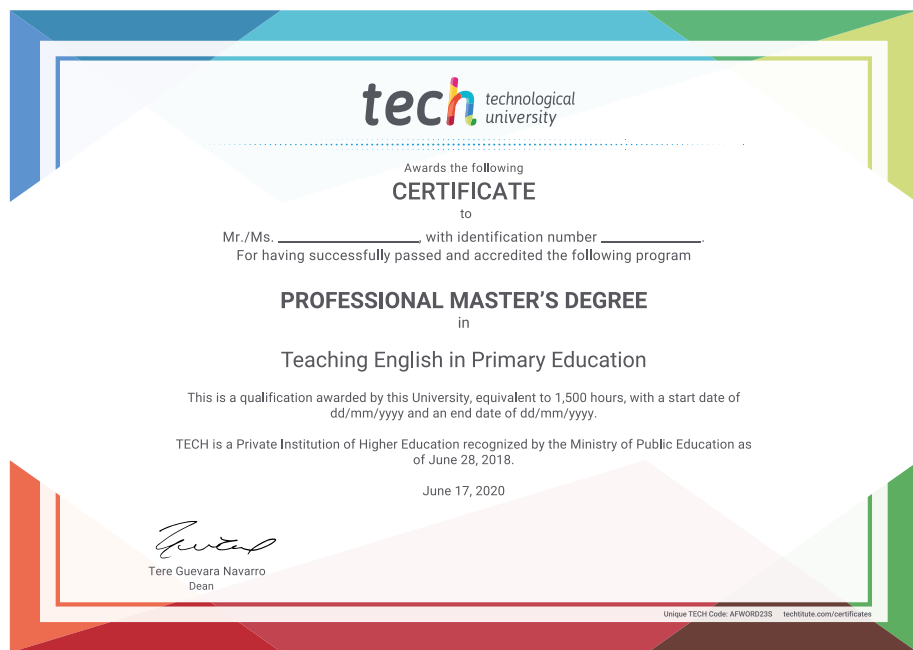 tech technological
university
Awards the following
CERTIFICATE
to
Mr./Ms. ____________, with identification number ____________.
For having successfully passed and accredited the following program
PROFESSIONAL MASTER'S DEGREE
in
Teaching English in Primary Education
This is a qualification awarded by this University, equivalent to 1,500 hours, with a start date of
dd/mm/yyyy and an end date of dd/mm/yyyy.
TECH is a Private Institution of Higher Education recognized by the Ministry of Public Education as
of June 28, 2018.
June 17, 2020
Tere Guevara Navarro
Dean
Unique TECH Code: AFWORD23S techtitute.com/certificates